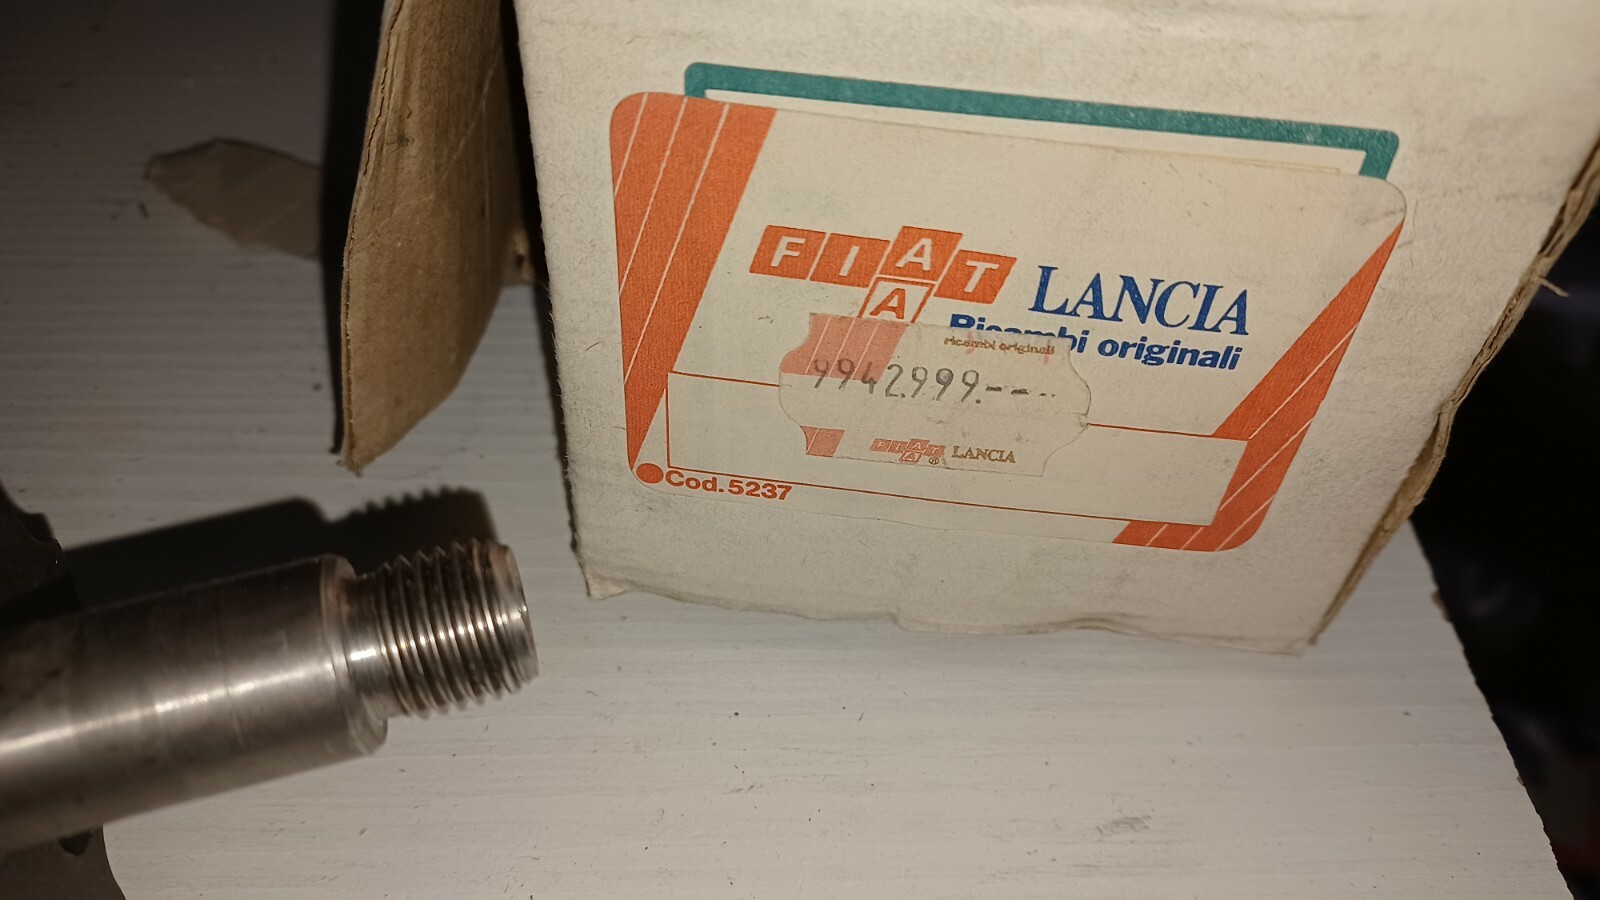 FIAT
A
LANCIA
Ricambi originali
ricambi originali
9942999.---
FIAT
A ® LANCIA
Cod.5237